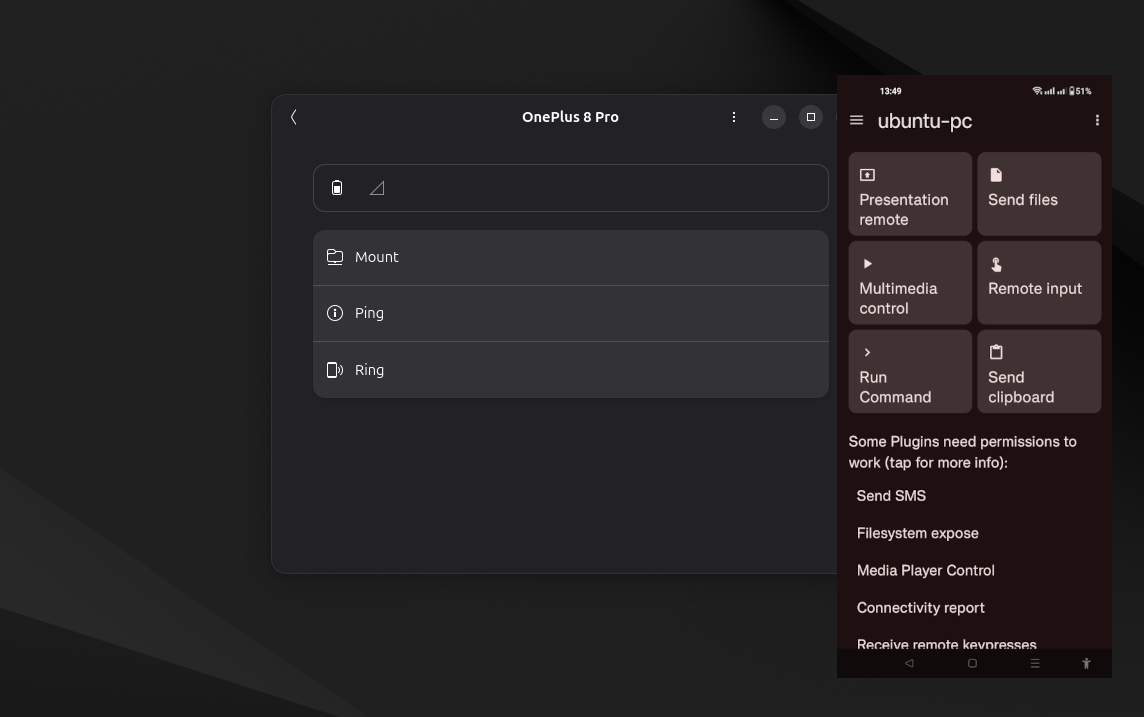 OnePlus 8 Pro
Mount
Ping
Ring
13:49
51%
ubuntu-pc
Presentation
remote
Send files
Multimedia
control
Remote input
Run
Command
Send
clipboard
Some Plugins need permissions to
work (tap for more info):
Send SMS
Filesystem expose
Media Player Control
Connectivity report
Receive remote keypresses